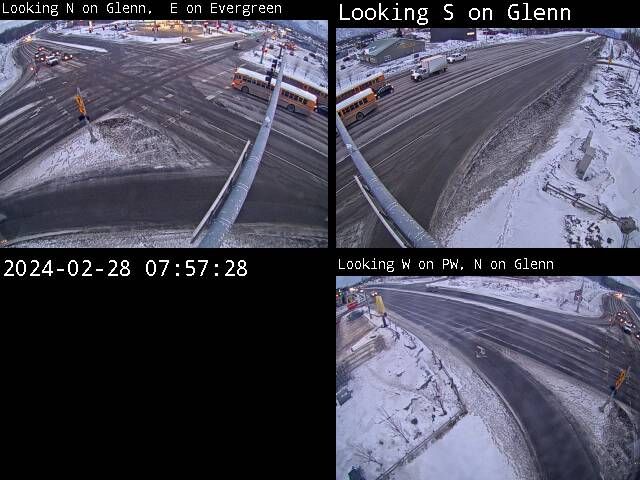 Looking N on Glenn,  E on Evergreen
Looking S on Glenn
2024-02-28 07:57:28
Looking W on PW, N on Glenn